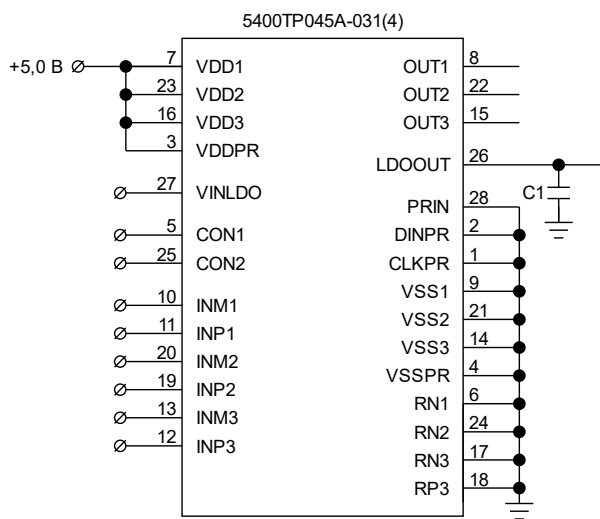 5400TP045A-031(4)
+5,0 В
7 VDD1
23 VDD2
16 VDD3
3 VDDPR
27 VINLDO
5 CON1
25 CON2
10 INM1
11 INP1
20 INM2
19 INP2
13 INM3
12 INP3
OUT1 8
OUT2 22
OUT3 15
LDOOUT 26
C1
PRIN 28
DINPR 2
CLKPR 1
VSS1 9
VSS2 21
VSS3 14
VSSPR 4
RN1 6
RN2 24
RN3 17
RP3 18